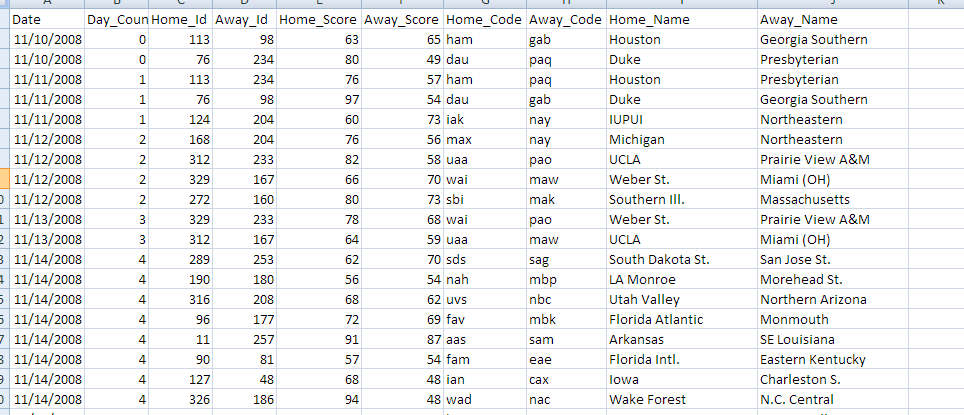 Date Day_Coun Home_Id Away_Id Home_Score Away_Score Home_Code Away_Code Home_Name Away_Name
11/10/2008 0 113 98 63 65 ham gab Houston Georgia Southern
11/10/2008 0 76 234 80 49 dau paq Duke Presbyterian
11/11/2008 1 113 234 76 57 ham paq Houston Presbyterian
11/11/2008 1 76 98 97 54 dau gab Duke Georgia Southern
11/11/2008 1 124 204 60 73 iak nay IUPUI Northeastern
11/12/2008 2 168 204 76 56 max nay Michigan Northeastern
11/12/2008 2 312 233 82 58 uaa pao UCLA Prairie View A&M
11/12/2008 2 329 167 66 70 wai maw Weber St. Miami (OH)
11/12/2008 2 272 160 80 73 sbi mak Southern Ill. Massachusetts
11/13/2008 3 329 233 78 68 wai pao Weber St. Prairie View A&M
11/13/2008 3 312 167 64 59 uaa maw UCLA Miami (OH)
11/14/2008 4 289 253 62 70 sds sag South Dakota St. San Jose St.
11/14/2008 4 190 180 56 54 nah mbp LA Monroe Morehead St.
11/14/2008 4 316 208 68 62 uvs nbc Utah Valley Northern Arizona
11/14/2008 4 96 177 72 69 fav mbk Florida Atlantic Monmouth
11/14/2008 4 11 257 91 87 aas sam Arkansas SE Louisiana
11/14/2008 4 90 81 57 54 fam eae Florida Intl. Eastern Kentucky
11/14/2008 4 127 48 68 48 ian cax Iowa Charleston S.
11/14/2008 4 326 186 94 48 wad nac Wake Forest N.C. Central